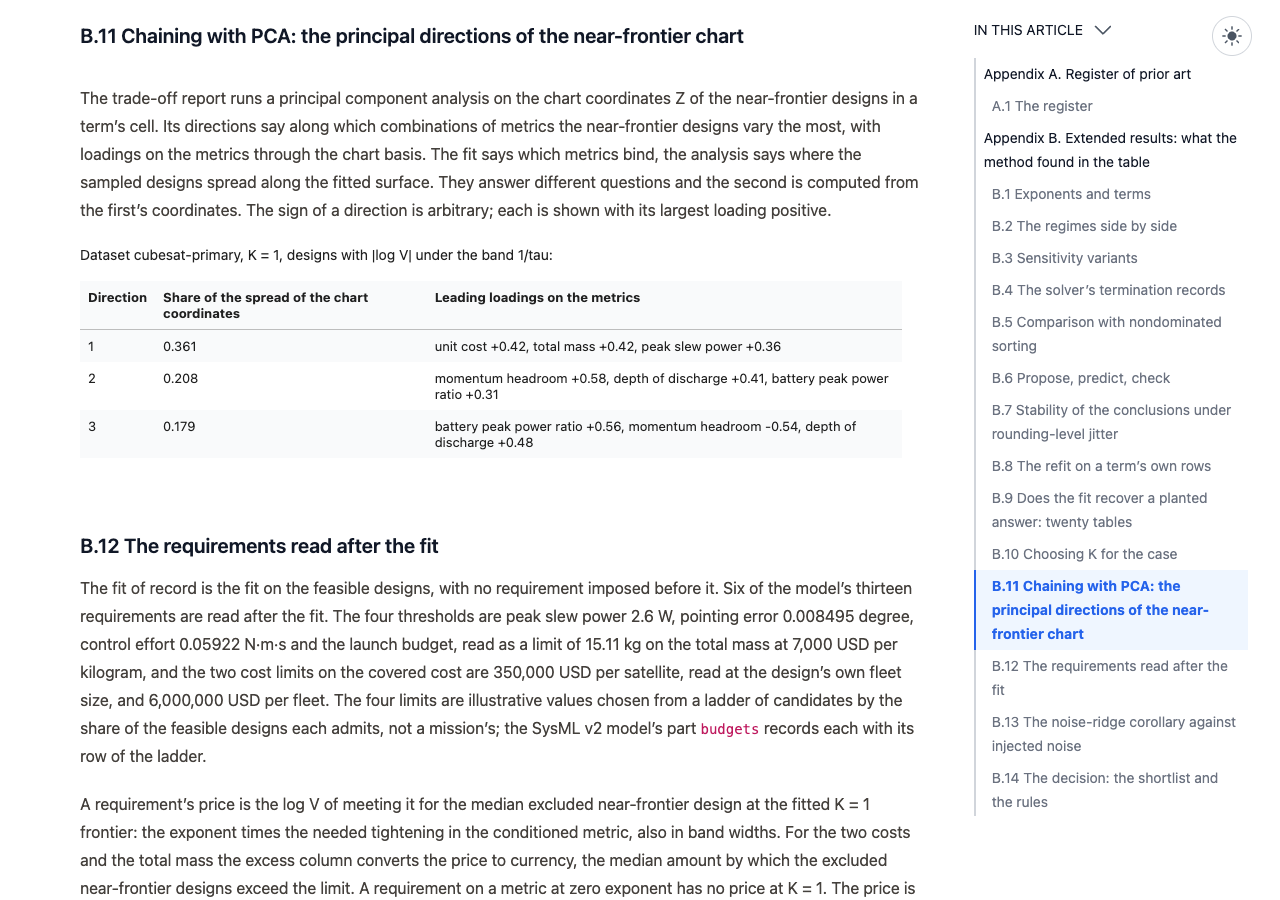 B.11 Chaining with PCA: the principal directions of the near-frontier chart
The trade-off report runs a principal component analysis on the chart coordinates Z of the near-frontier designs in a
term's cell. Its directions say along which combinations of metrics the near-frontier designs vary the most, with
loadings on the metrics through the chart basis. The fit says which metrics bind, the analysis says where the
sampled designs spread along the fitted surface. They answer different questions and the second is computed from
the first's coordinates. The sign of a direction is arbitrary; each is shown with its largest loading positive.
Dataset cubesat-primary, K = 1, designs with |log V| under the band 1/tau:
Direction Share of the spread of the chart coordinates Leading loadings on the metrics
1 0.361 unit cost +0.42, total mass +0.42, peak slew power +0.36
2 0.208 momentum headroom +0.58, depth of discharge +0.41, battery peak power
ratio +0.31
3 0.179 battery peak power ratio +0.56, momentum headroom -0.54, depth of
discharge +0.48
B.12 The requirements read after the fit
The fit of record is the fit on the feasible designs, with no requirement imposed before it. Six of the model's thirteen
requirements are read after the fit. The four thresholds are peak slew power 2.6 W, pointing error 0.008495 degree,
control effort 0.05922 N·m·s and the launch budget, read as a limit of 15.11 kg on the total mass at 7,000 USD per
kilogram, and the two cost limits on the covered cost are 350,000 USD per satellite, read at the design's own fleet
size, and 6,000,000 USD per fleet. The four limits are illustrative values chosen from a ladder of candidates by the
share of the feasible designs each admits, not a mission's; the SysML v2 model's part budgets records each with its
row of the ladder.
A requirement's price is the log V of meeting it for the median excluded near-frontier design at the fitted K = 1
frontier: the exponent times the needed tightening in the conditioned metric, also in band widths. For the two costs
and the total mass the excess column converts the price to currency, the median amount by which the excluded
near-frontier designs exceed the limit. A requirement on a metric at zero exponent has no price at K = 1. The price is
IN THIS ARTICLE
Appendix A. Register of prior art
A.1 The register
Appendix B. Extended results: what the
method found in the table
B.1 Exponents and terms
B.2 The regimes side by side
B.3 Sensitivity variants
B.4 The solver's termination records
B.5 Comparison with nondominated
sorting
B.6 Propose, predict, check
B.7 Stability of the conclusions under
rounding-level jitter
B.8 The refit on a term's own rows
B.9 Does the fit recover a planted
answer: twenty tables
B.10 Choosing K for the case
B.11 Chaining with PCA: the
principal directions of the near-
frontier chart
B.12 The requirements read after the
fit
B.13 The noise-ridge corollary against
injected noise
B.14 The decision: the shortlist and
the rules